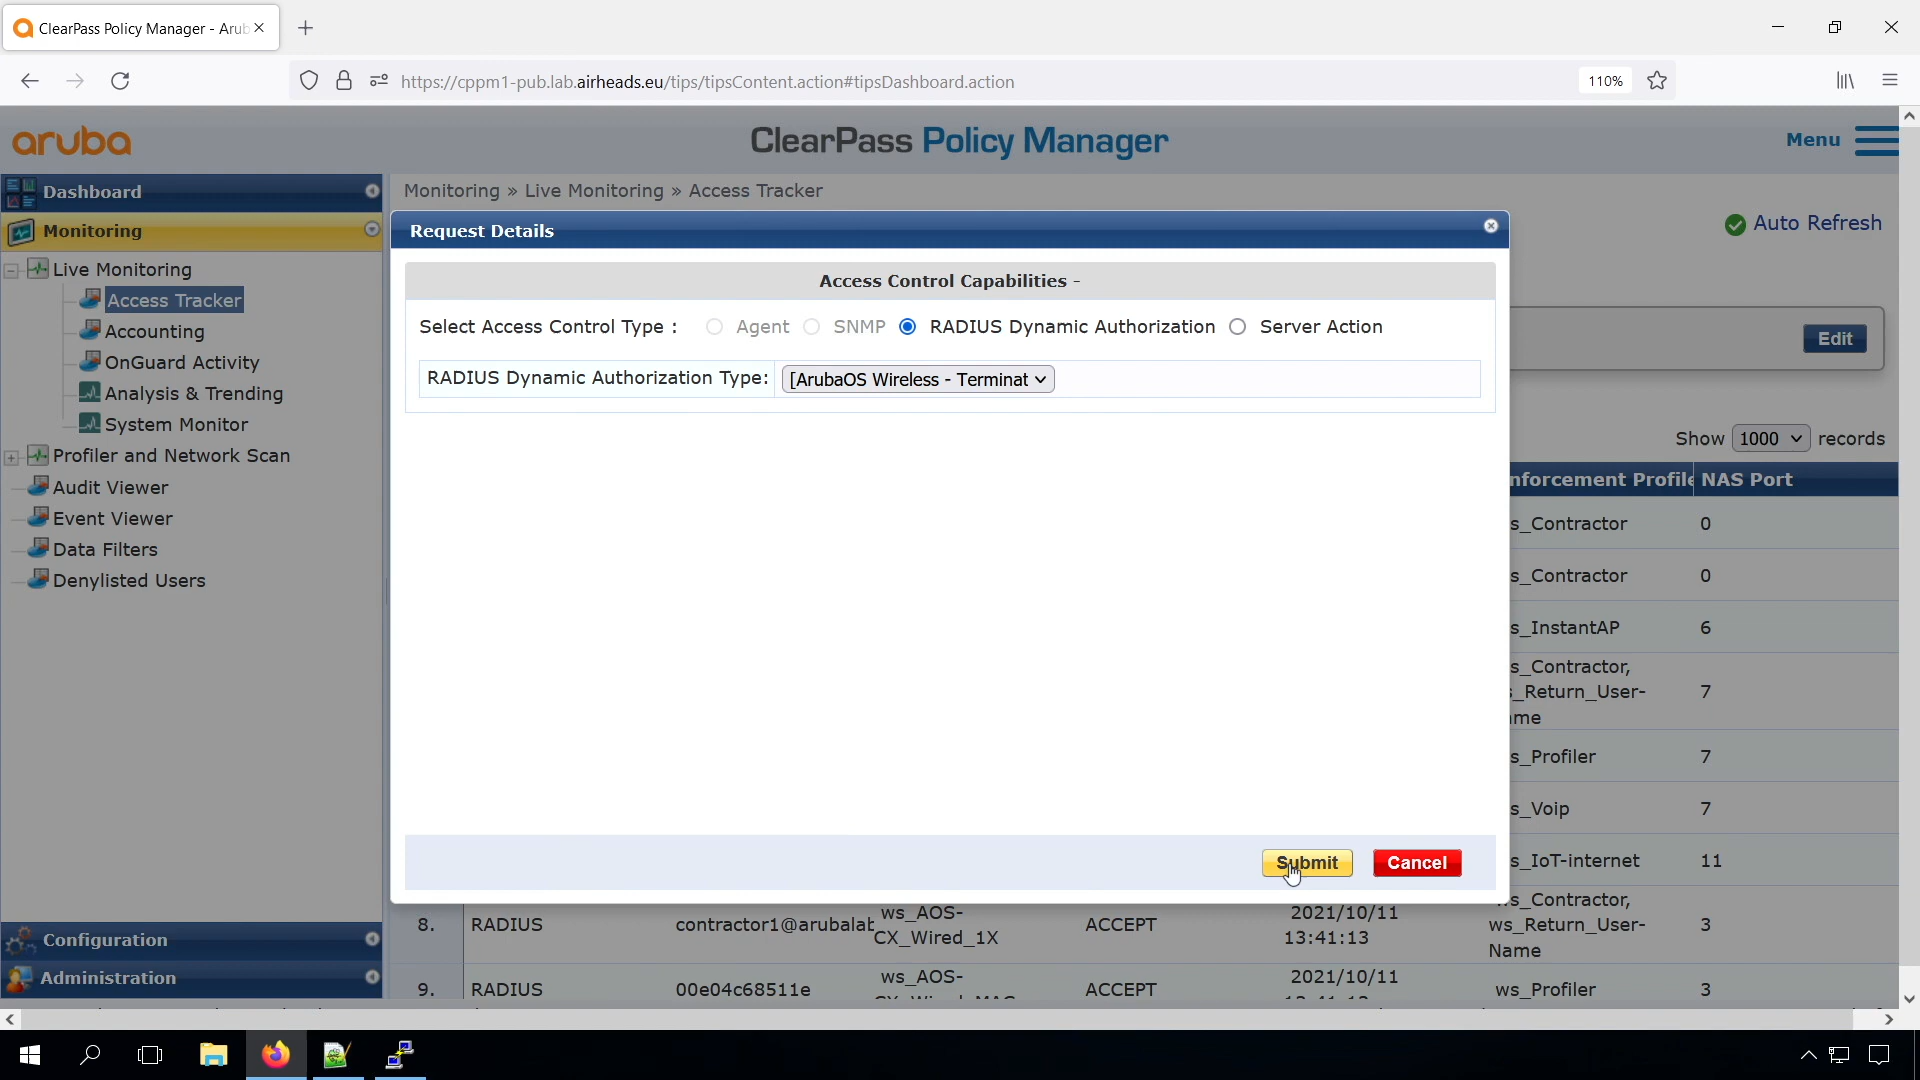 ClearPass Policy Manager - Arub
https://cppm1-pub.lab.airheads.eu/tips/tipsContent.action#tipsDashboard.action
110%
aruba
ClearPass Policy Manager
Menu
Dashboard
Monitoring
Live Monitoring
Access Tracker
Accounting
OnGuard Activity
Analysis & Trending
System Monitor
Profiler and Network Scan
Audit Viewer
Event Viewer
Data Filters
Denylisted Users
Configuration
Administration
Monitoring » Live Monitoring » Access Tracker
Auto Refresh
Edit
Request Details
Access Control Capabilities -
Select Access Control Type : Agent SNMP RADIUS Dynamic Authorization Server Action
RADIUS Dynamic Authorization Type: [ArubaOS Wireless - Terminat
Submit Cancel
Show 1000 records
nforcement Profile NAS Port
s_Contractor 0
s_Contractor 0
s_InstantAP 6
s_Contractor,
s_Return_User- 7
me
s_Profiler 7
s_Voip 7
s_IoT-internet 11
8. RADIUS contractor1@arubalab ws_AOS-
CX_Wired_1X ACCEPT 2021/10/11
13:41:13 ws_Contractor,
ws_Return_User-
Name 3
9. RADIUS 00e04c68511e ws_AOS-
ACCEPT 2021/10/11
ws_Profiler 3